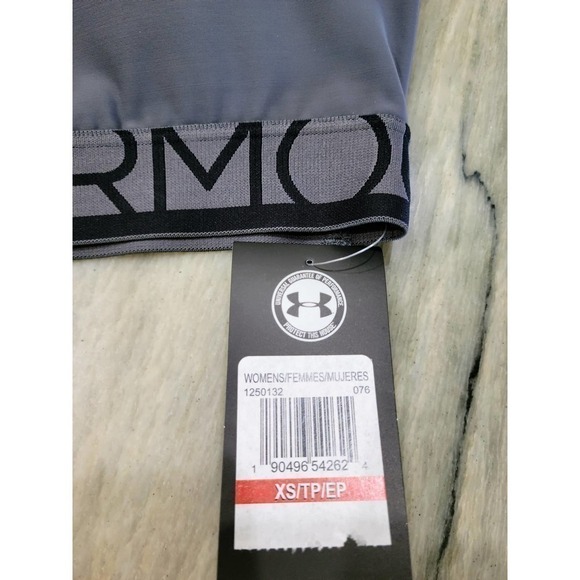 RMO
UNIVERSAL GUARANTEE OF PERFORMANCE
PROTECT THIS HOUSE
WOMENS/FEMMES/MUJERES
1250132 076
1 90496 54262 4
XS/TP/EP